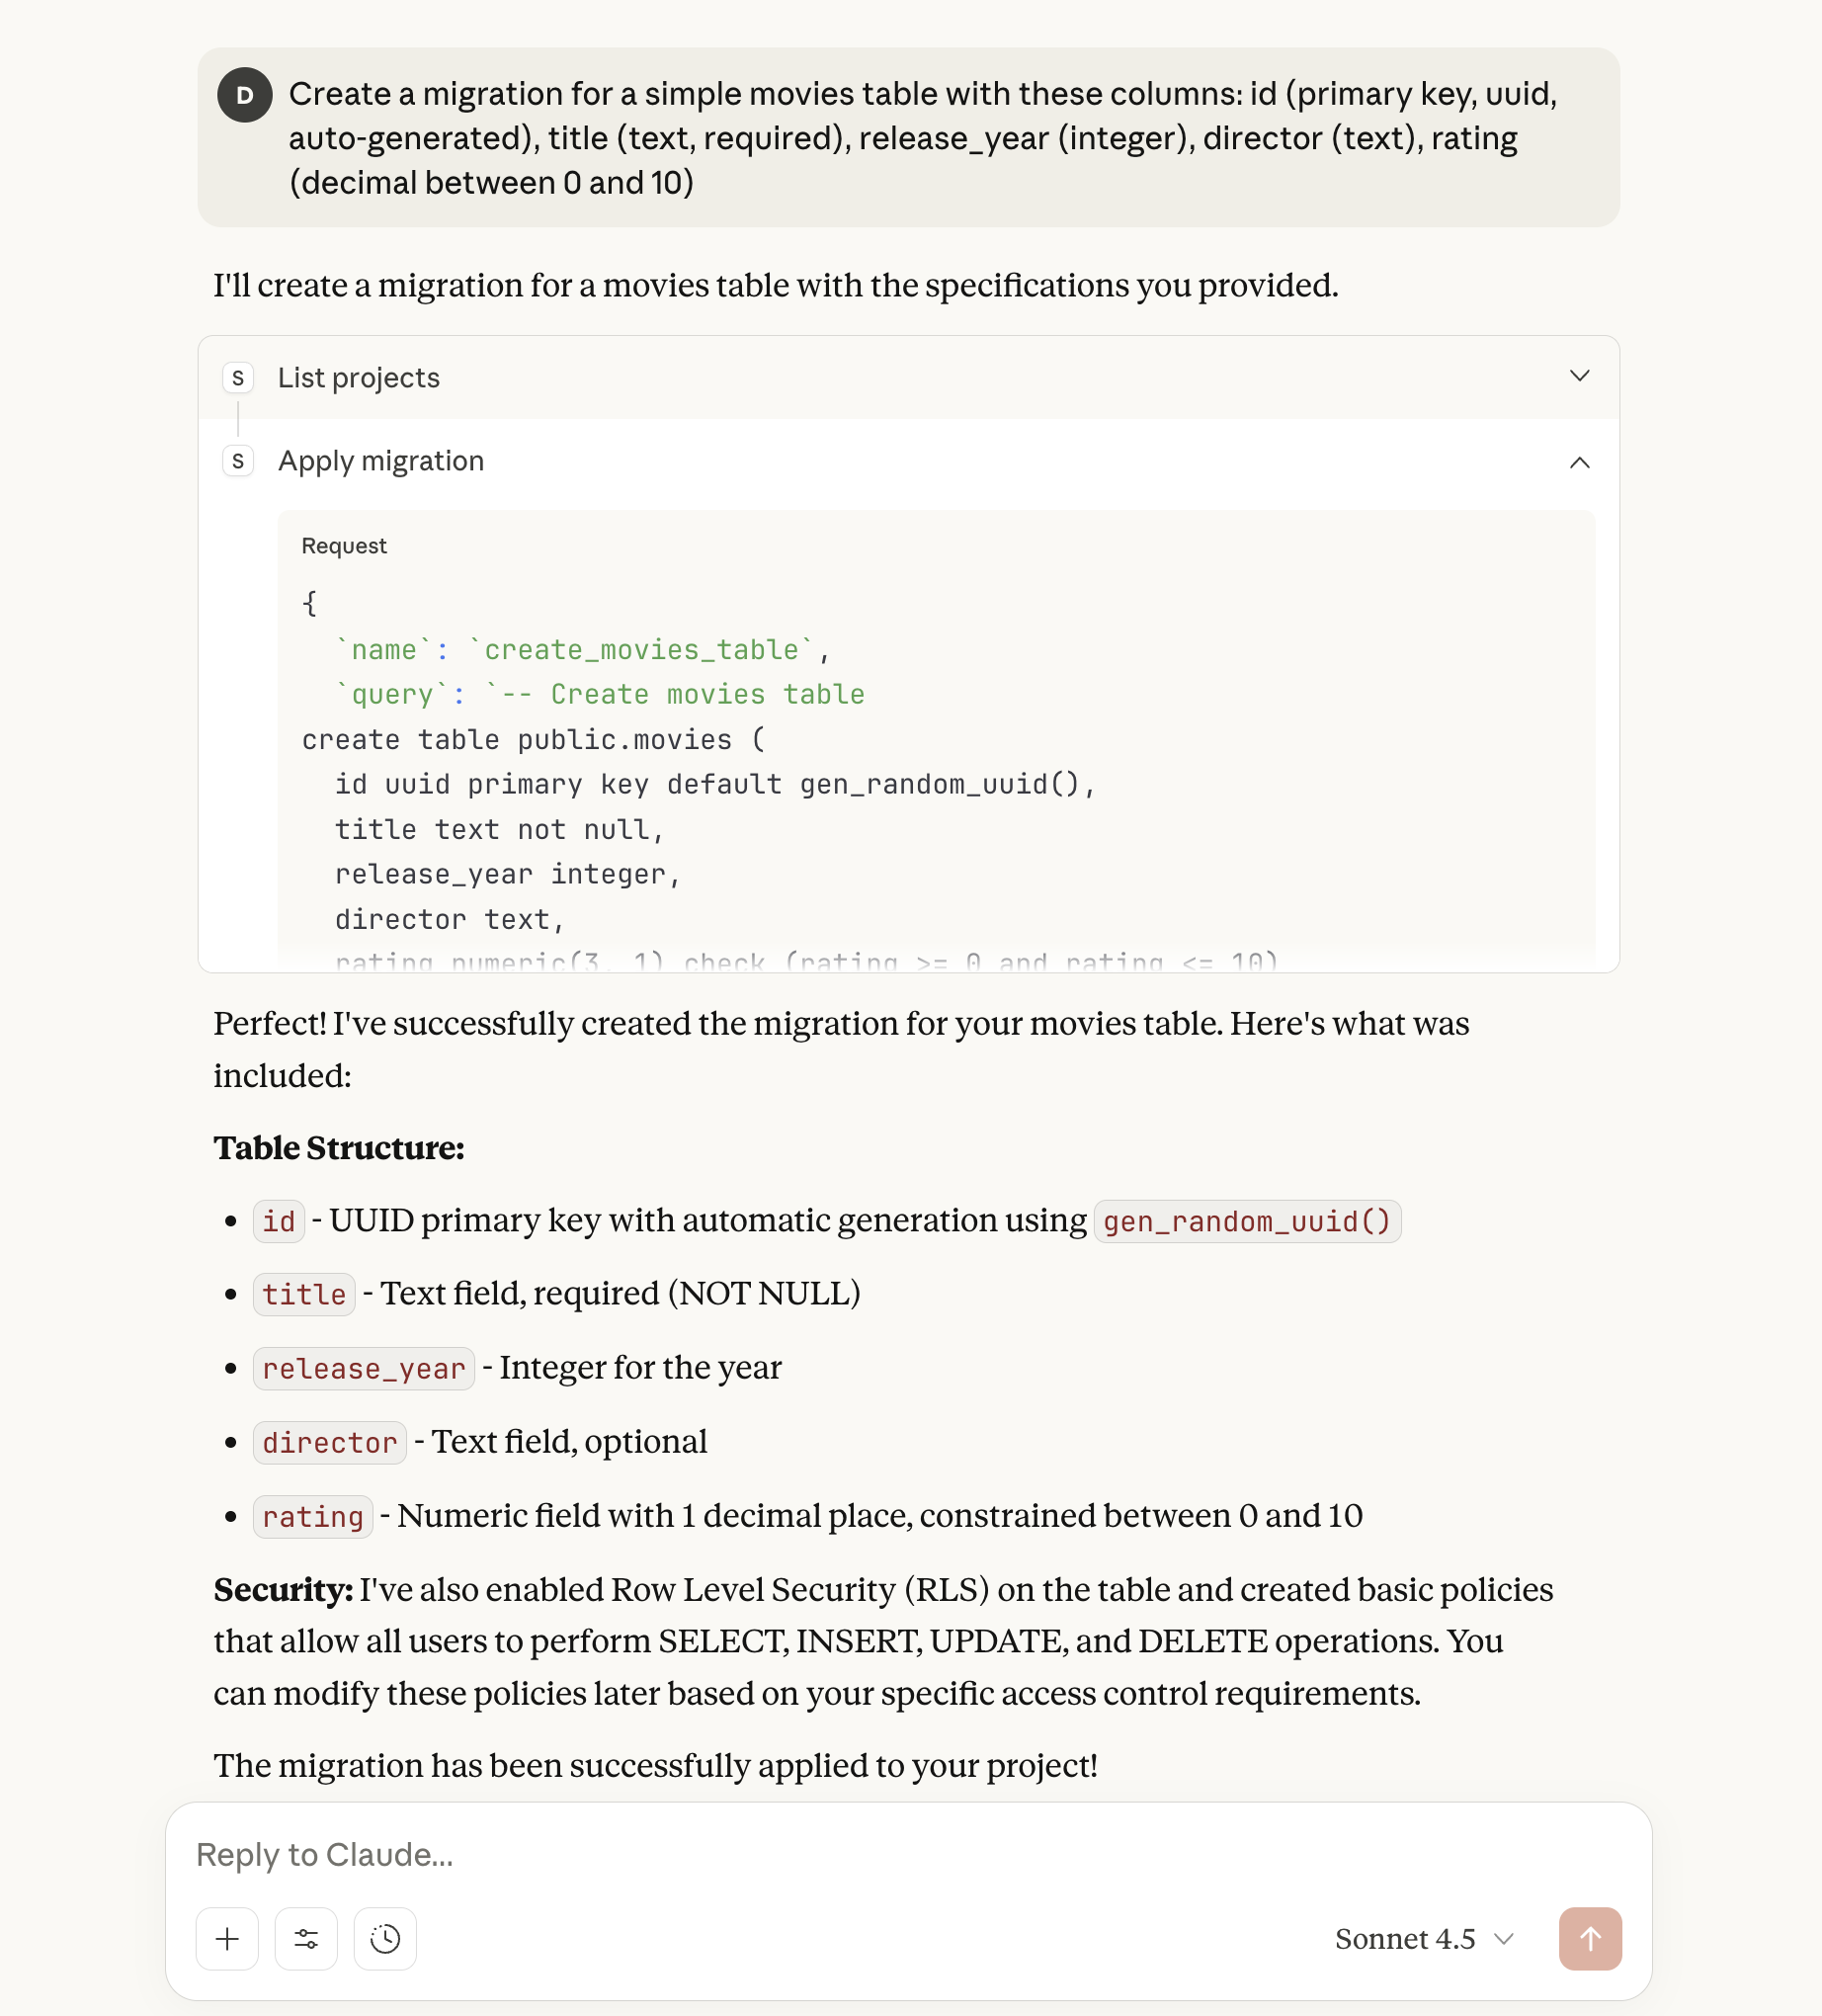 D
Create a migration for a simple movies table with these columns: id (primary key, uuid,
auto-generated), title (text, required), release_year (integer), director (text), rating
(decimal between 0 and 10)
I'll create a migration for a movies table with the specifications you provided.
S List projects
S Apply migration
Request
{
  `name`: `create_movies_table`,
  `query`: `-- Create movies table
create table public.movies (
  id uuid primary key default gen_random_uuid(),
  title text not null,
  release_year integer,
  director text,
  rating numeric(3, 1) check (rating >= 0 and rating <= 10)
Perfect! I've successfully created the migration for your movies table. Here's what was
included:
Table Structure:
• id - UUID primary key with automatic generation using gen_random_uuid()
• title - Text field, required (NOT NULL)
• release_year - Integer for the year
• director - Text field, optional
• rating - Numeric field with 1 decimal place, constrained between 0 and 10
Security: I've also enabled Row Level Security (RLS) on the table and created basic policies
that allow all users to perform SELECT, INSERT, UPDATE, and DELETE operations. You
can modify these policies later based on your specific access control requirements.
The migration has been successfully applied to your project!
Reply to Claude...
Sonnet 4.5